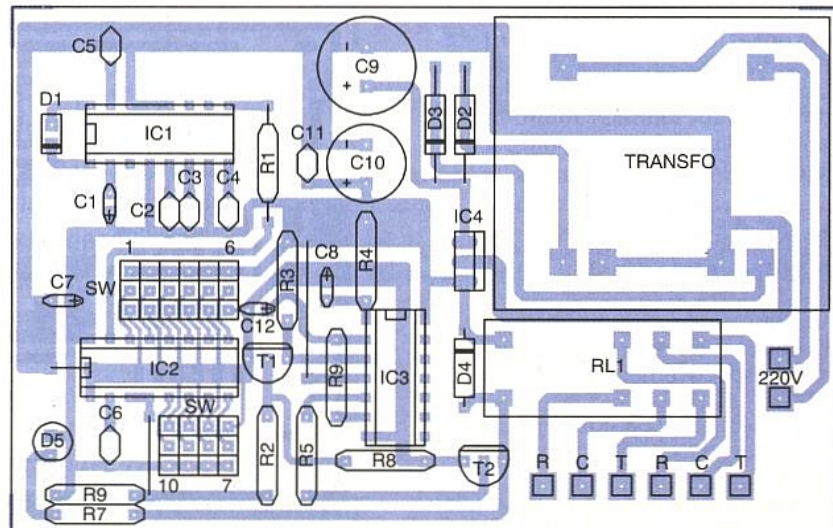 C5
C9
D1
IC1
C11
D3
D2
TRANSFO
R1
C10
C1
C2
C3
C4
IC4
1
6
C8
R4
SW
R3
C7
C12
IC2
T1
R9
IC3
D4
RL1
220V
SW
C6
D5
R2
R5
R8
T2
R C T R C T
10
7
R9
R7
- + - +
+ + + +